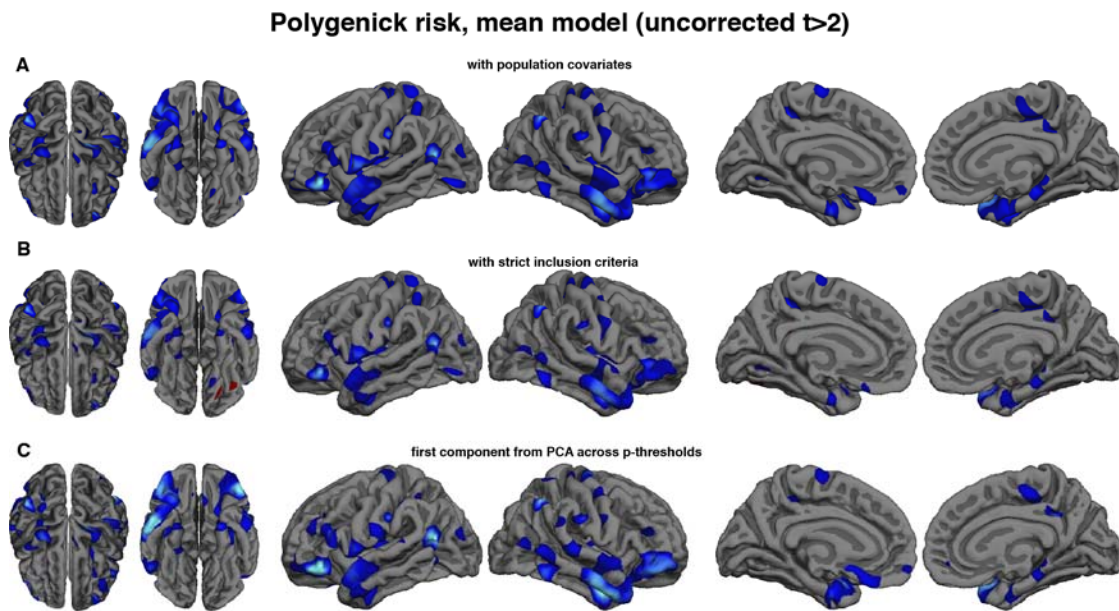 Polygenick risk, mean model (uncorrected t>2)
A
with population covariates
B
with strict inclusion criteria
C
first component from PCA across p-thresholds